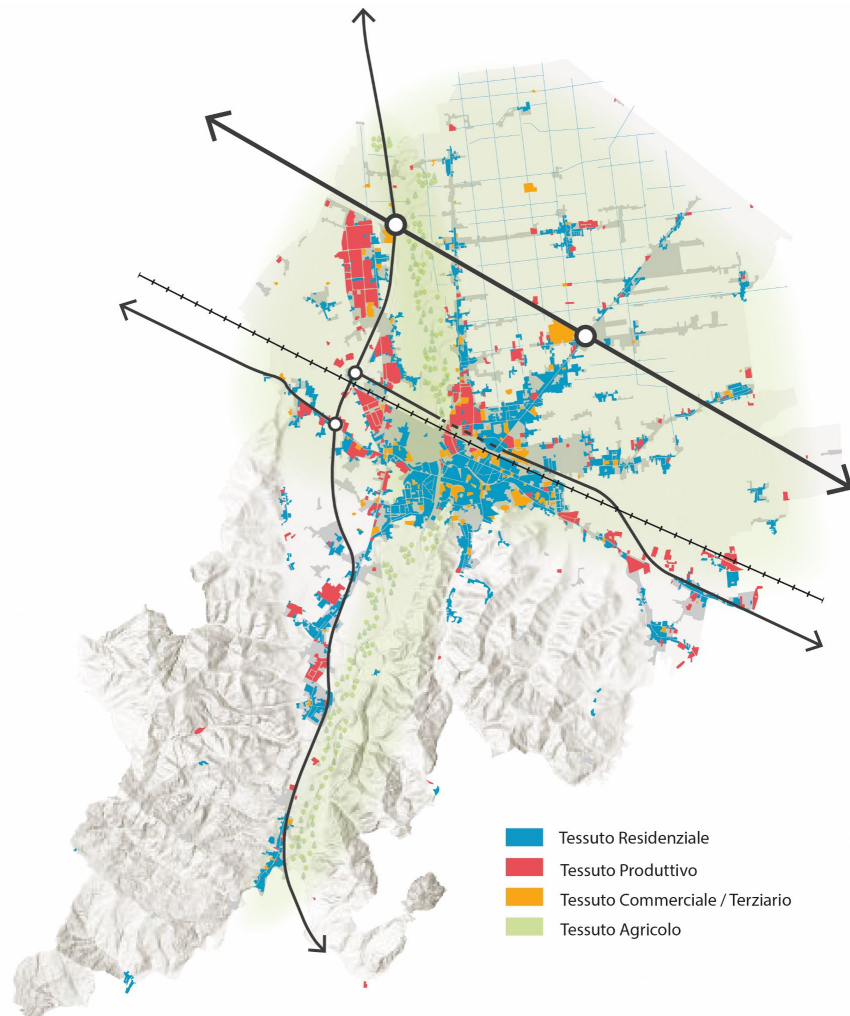 Tessuto Residenziale
Tessuto Produttivo
Tessuto Commerciale / Terziario
Tessuto Agricolo